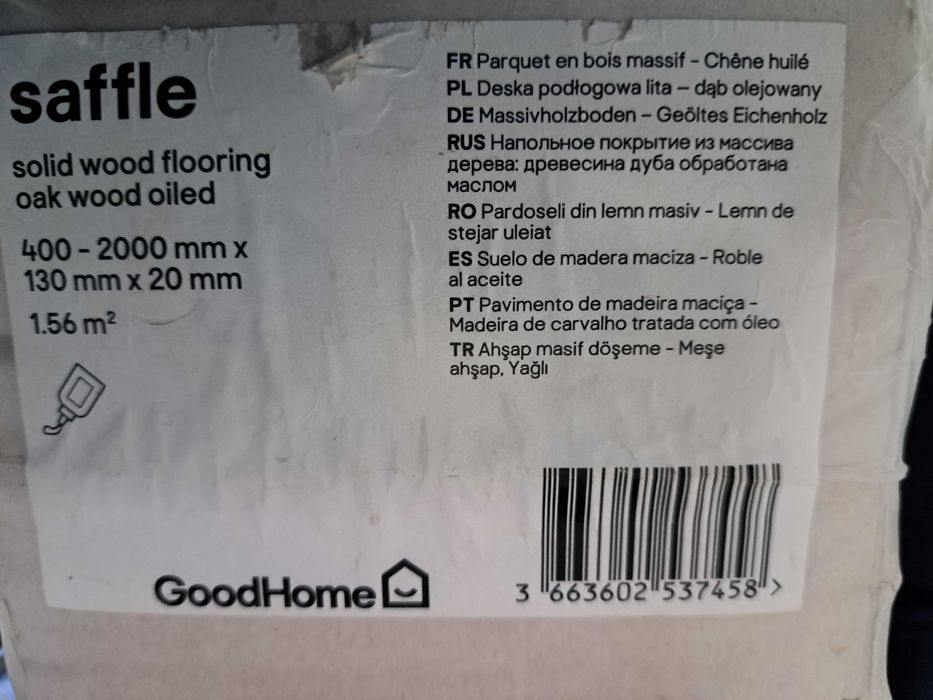 saffle
solid wood flooring
oak wood oiled
400 - 2000 mm x
130 mm x 20 mm
1.56 m²
FR Parquet en bois massif - Chêne huilé
PL Deska podłogowa lita – dąb olejowany
DE Massivholzboden – Geöltes Eichenholz
RUS Напольное покрытие из массива
дерева: древесина дуба обработана
маслом
RO Pardoseli din lemn masiv - Lemn de
stejar uleiat
ES Suelo de madera maciza - Roble
al aceite
PT Pavimento de madeira maciça -
Madeira de carvalho tratada com óleo
TR Ahşap masif döşeme - Meşe
ahşap, Yağlı
GoodHome
3 663602 537458 >